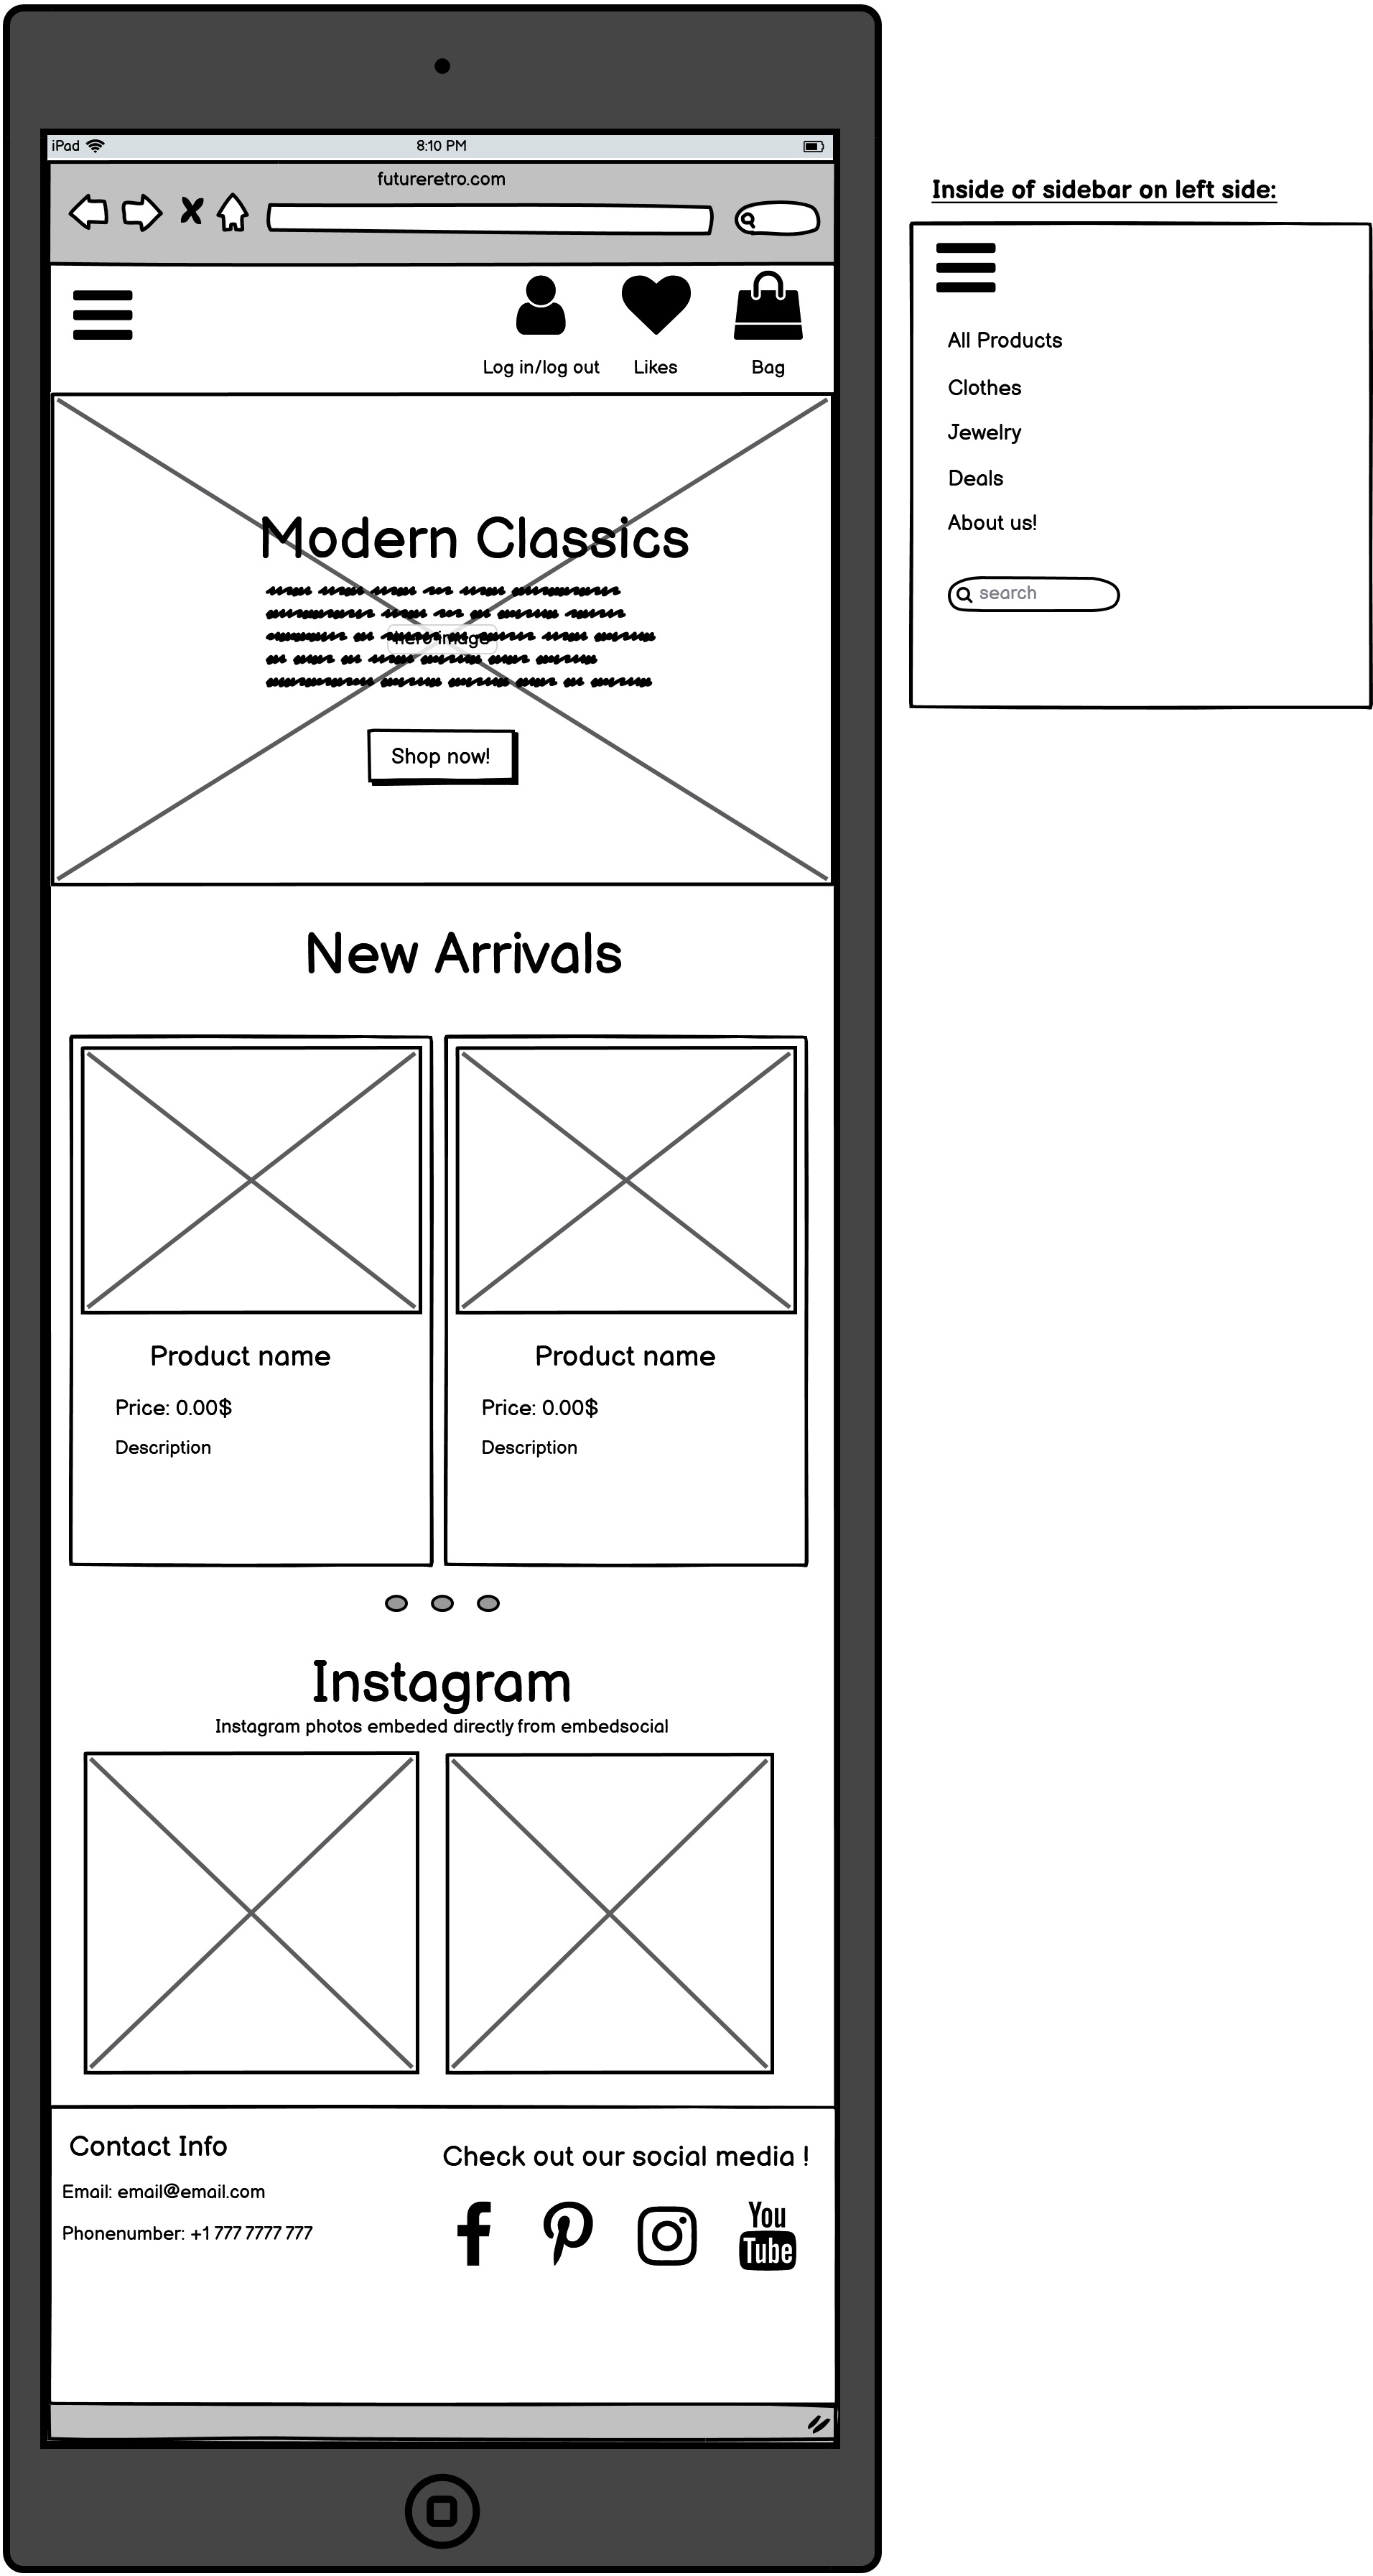 iPad
8:10 PM
futureretro.com
Log in/log out Likes Bag
Modern Classics
hero image
Shop now!
New Arrivals
Product name
Price: 0.00$
Description
Product name
Price: 0.00$
Description
Instagram
Instagram photos embeded directly from embedsocial
Contact Info
Email: email@email.com
Phonenumber: +1 777 7777 777
Check out our social media !
You
Tube
Inside of sidebar on left side:
All Products
Clothes
Jewelry
Deals
About us!
search